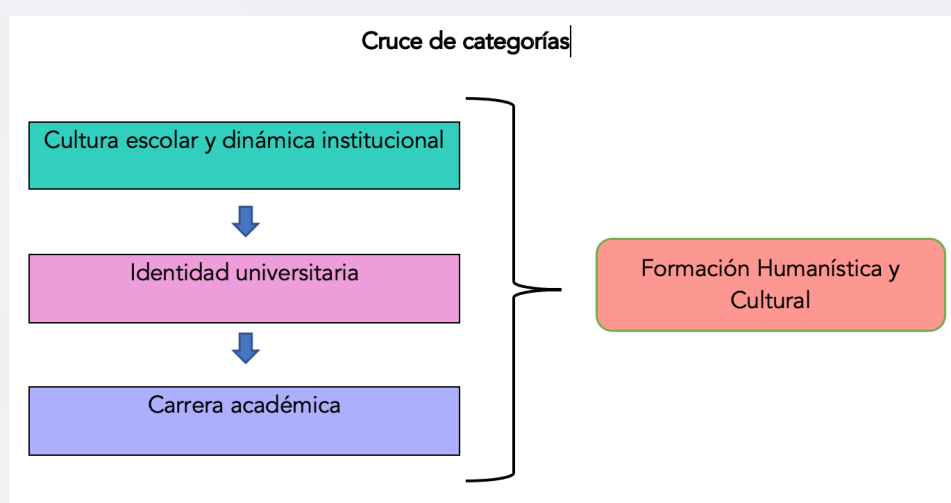 Cruce de categorías
Cultura escolar y dinámica institucional
Identidad universitaria
Carrera académica
Formación Humanística y
Cultural